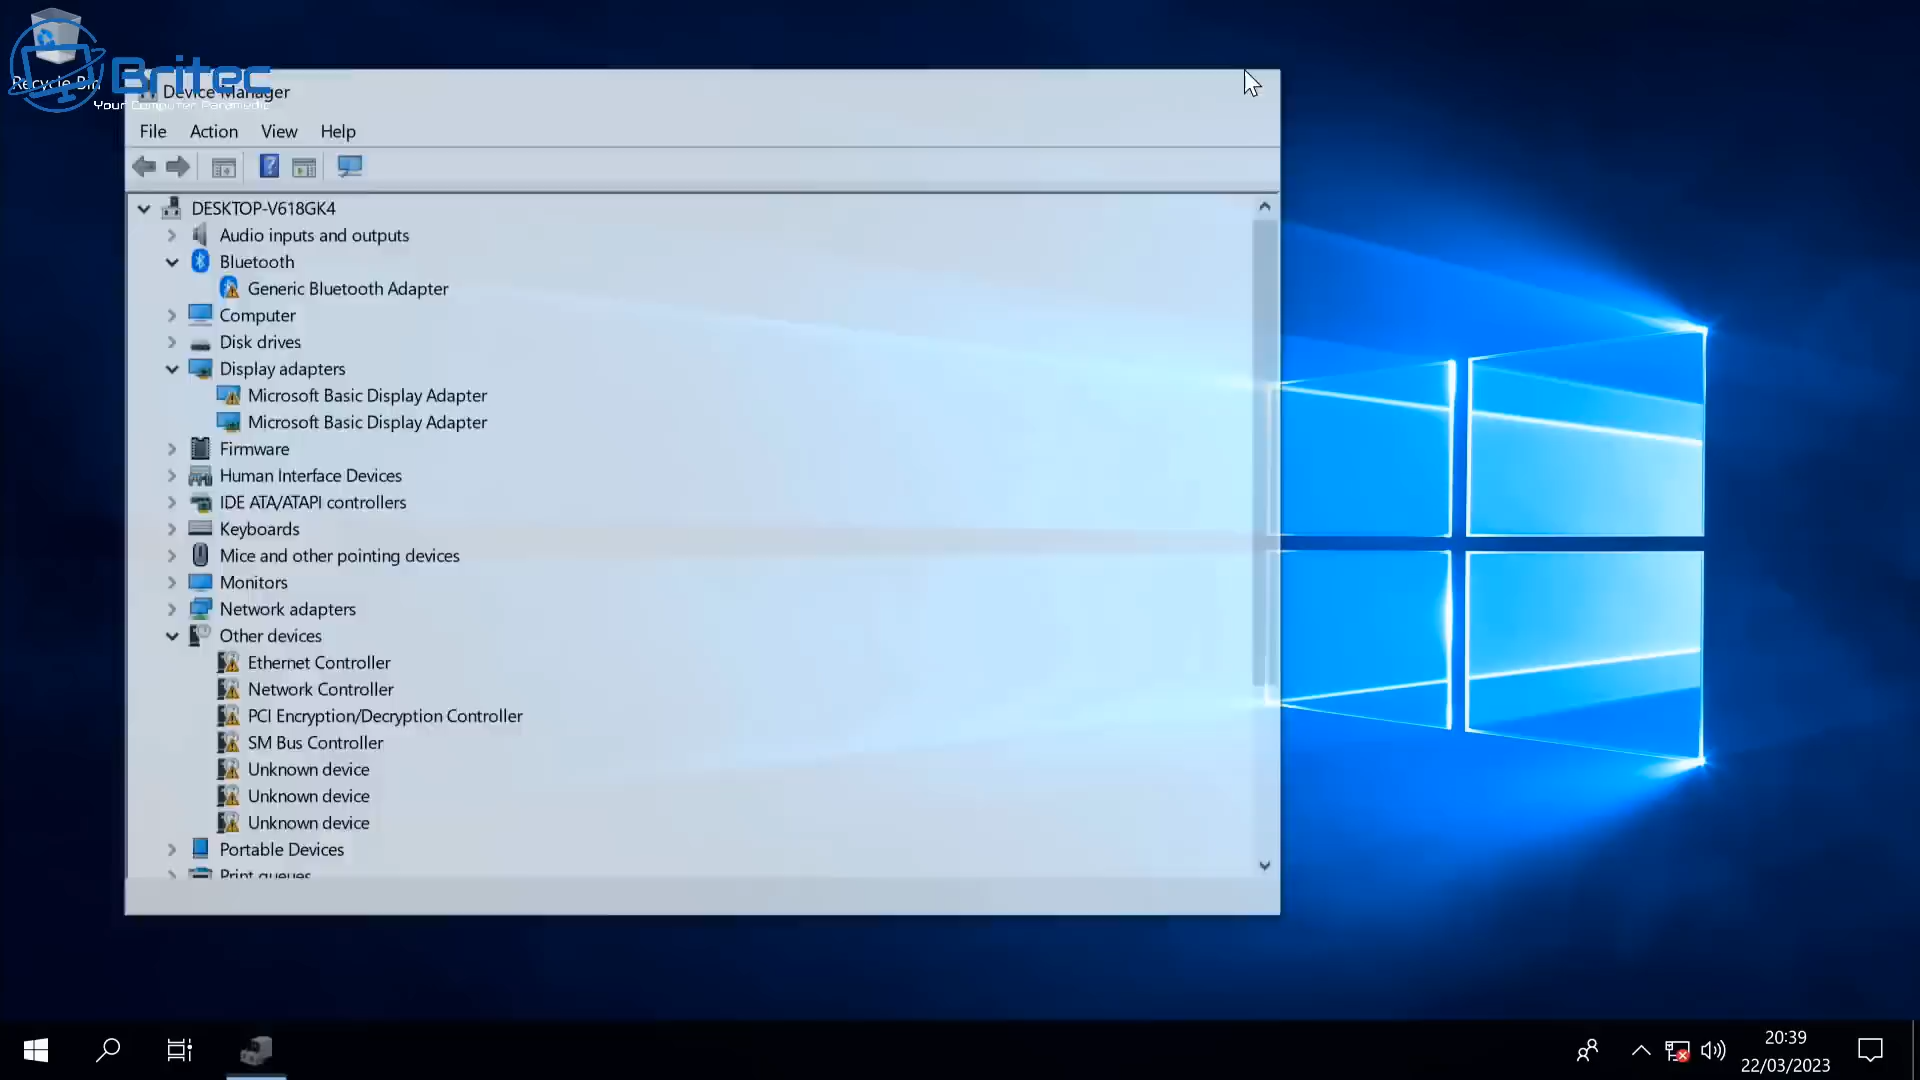 Recycle Bin
Britec
Your Computer Paramedic
Device Manager
File Action View Help
DESKTOP-V618GK4
Audio inputs and outputs
Bluetooth
Generic Bluetooth Adapter
Computer
Disk drives
Display adapters
Microsoft Basic Display Adapter
Microsoft Basic Display Adapter
Firmware
Human Interface Devices
IDE ATA/ATAPI controllers
Keyboards
Mice and other pointing devices
Monitors
Network adapters
Other devices
Ethernet Controller
Network Controller
PCI Encryption/Decryption Controller
SM Bus Controller
Unknown device
Unknown device
Unknown device
Portable Devices
Print queues
20:39
22/03/2023